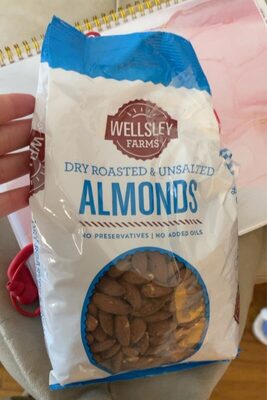 WELLSLEY
FARMS
DRY ROASTED & UNSALTED
ALMONDS
NO PRESERVATIVES | NO ADDED OILS